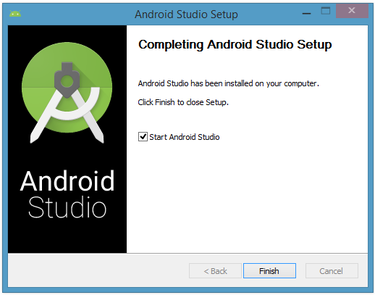 Android Studio Setup
Completing Android Studio Setup
Android Studio has been installed on your computer.
Click Finish to close Setup.
Start Android Studio
Android
Studio
< Back
Finish
Cancel